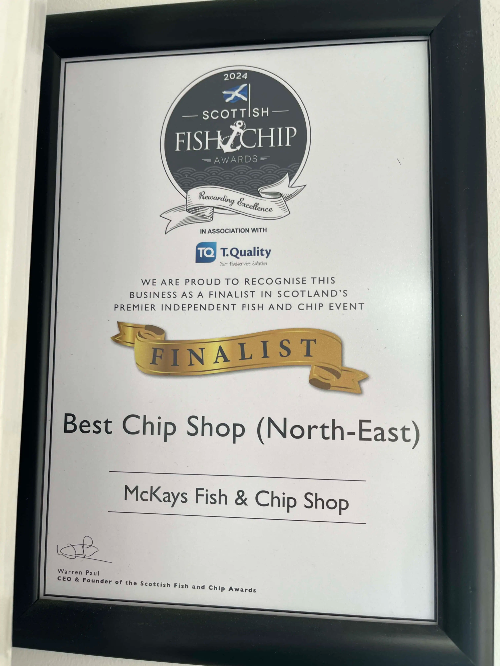 2024
SCOTTISH
FISH & CHIP
AWARDS
Rewarding Excellence
IN ASSOCIATION WITH
TQ T.Quality
WE ARE PROUD TO RECOGNISE THIS
BUSINESS AS A FINALIST IN SCOTLAND'S
PREMIER INDEPENDENT FISH AND CHIP EVENT
FINALIST
Best Chip Shop (North-East)
McKays Fish & Chip Shop
Warren Paul
CEO & Founder of the Scottish Fish and Chip Awards